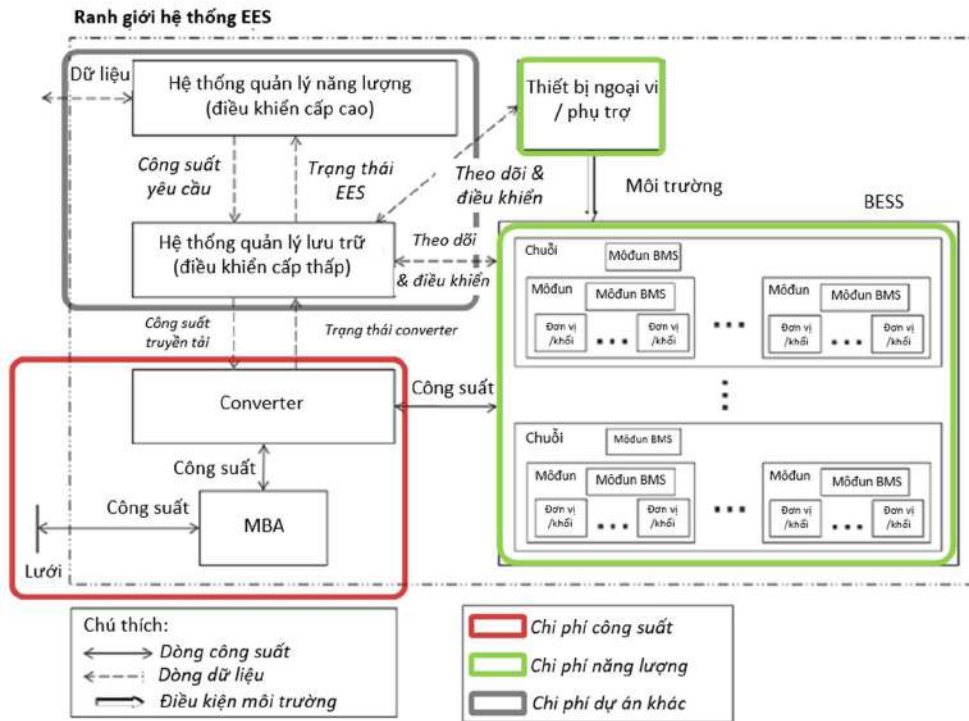 Ranh giới hệ thống EES
Dữ liệu
Hệ thống quản lý năng lượng
(điều khiển cấp cao)
Thiết bị ngoại vi
/ phụ trợ
Công suất
yêu cầu
Trạng thái
EES
Theo dõi &
điều khiển
Môi trường
BESS
Hệ thống quản lý lưu trữ
(điều khiển cấp thấp)
Theo dõi
& điều khiển
Công suất
truyền tải
Trạng thái converter
Chuỗi
Môđun BMS
Môđun
Môđun BMS
Đơn vị
/khối
...
Đơn vị
/khối
...
Môđun
Môđun BMS
Đơn vị
/khối
...
Đơn vị
/khối
Converter
Công suất
Công suất
MBA
Công suất
Lưới
Chuỗi
Môđun BMS
Môđun
Môđun BMS
Đơn vị
/khối
...
Đơn vị
/khối
...
Môđun
Môđun BMS
Đơn vị
/khối
...
Đơn vị
/khối
Chú thích:
Dòng công suất
Dòng dữ liệu
Điều kiện môi trường
Chi phí công suất
Chi phí năng lượng
Chi phí dự án khác